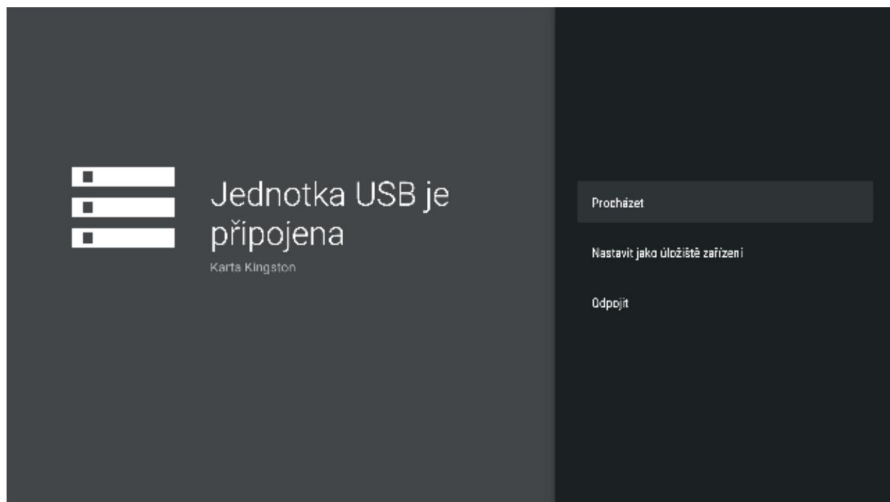 Jednotka USB je
připojena
Karta Kingston
Procházet
Nastavit jako úložiště zařízení
Odpojit